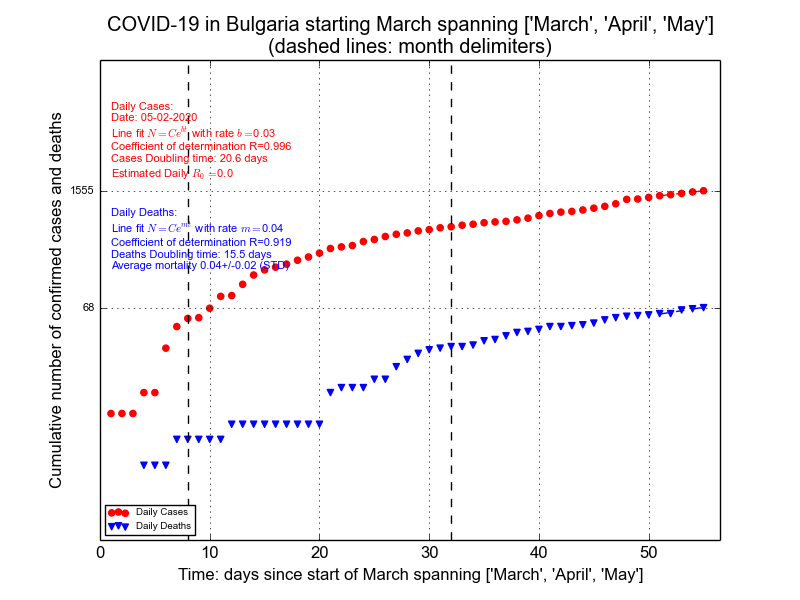 COVID-19 in Bulgaria starting March spanning ['March', 'April', 'May']
(dashed lines: month delimiters)
Daily Cases:
Date: 05-02-2020
Line fit N=Ce^{bt} with rate b=0.03
Coefficient of determination R=0.996
Cases Doubling time: 20.6 days
Estimated Daily R_0=0.0
Daily Deaths:
Line fit N=Ce^{mt} with rate m=0.04
Coefficient of determination R=0.919
Deaths Doubling time: 15.5 days
Average mortality 0.04+/-0.02 (STD)
Cumulative number of confirmed cases and deaths
1555
68
Daily Cases
Daily Deaths
0 10 20 30 40 50
Time: days since start of March spanning ['March', 'April', 'May']